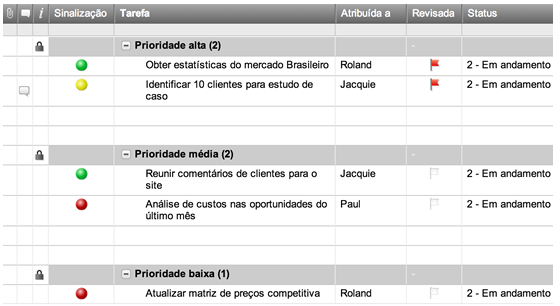 i Sinalização Tarefa Atribuída a Revisada Status
Prioridade alta (2) -
Obter estatísticas do mercado Brasileiro Roland 2 - Em andamento
Identificar 10 clientes para estudo de Jacquie 2 - Em andamento
caso
Prioridade média (2) -
Reunir comentários de clientes para o Jacquie 2 - Em andamento
site
Análise de custos nas oportunidades do Paul 2 - Em andamento
último mês
Prioridade baixa (1) -
Atualizar matriz de preços competitiva Roland 2 - Em andamento